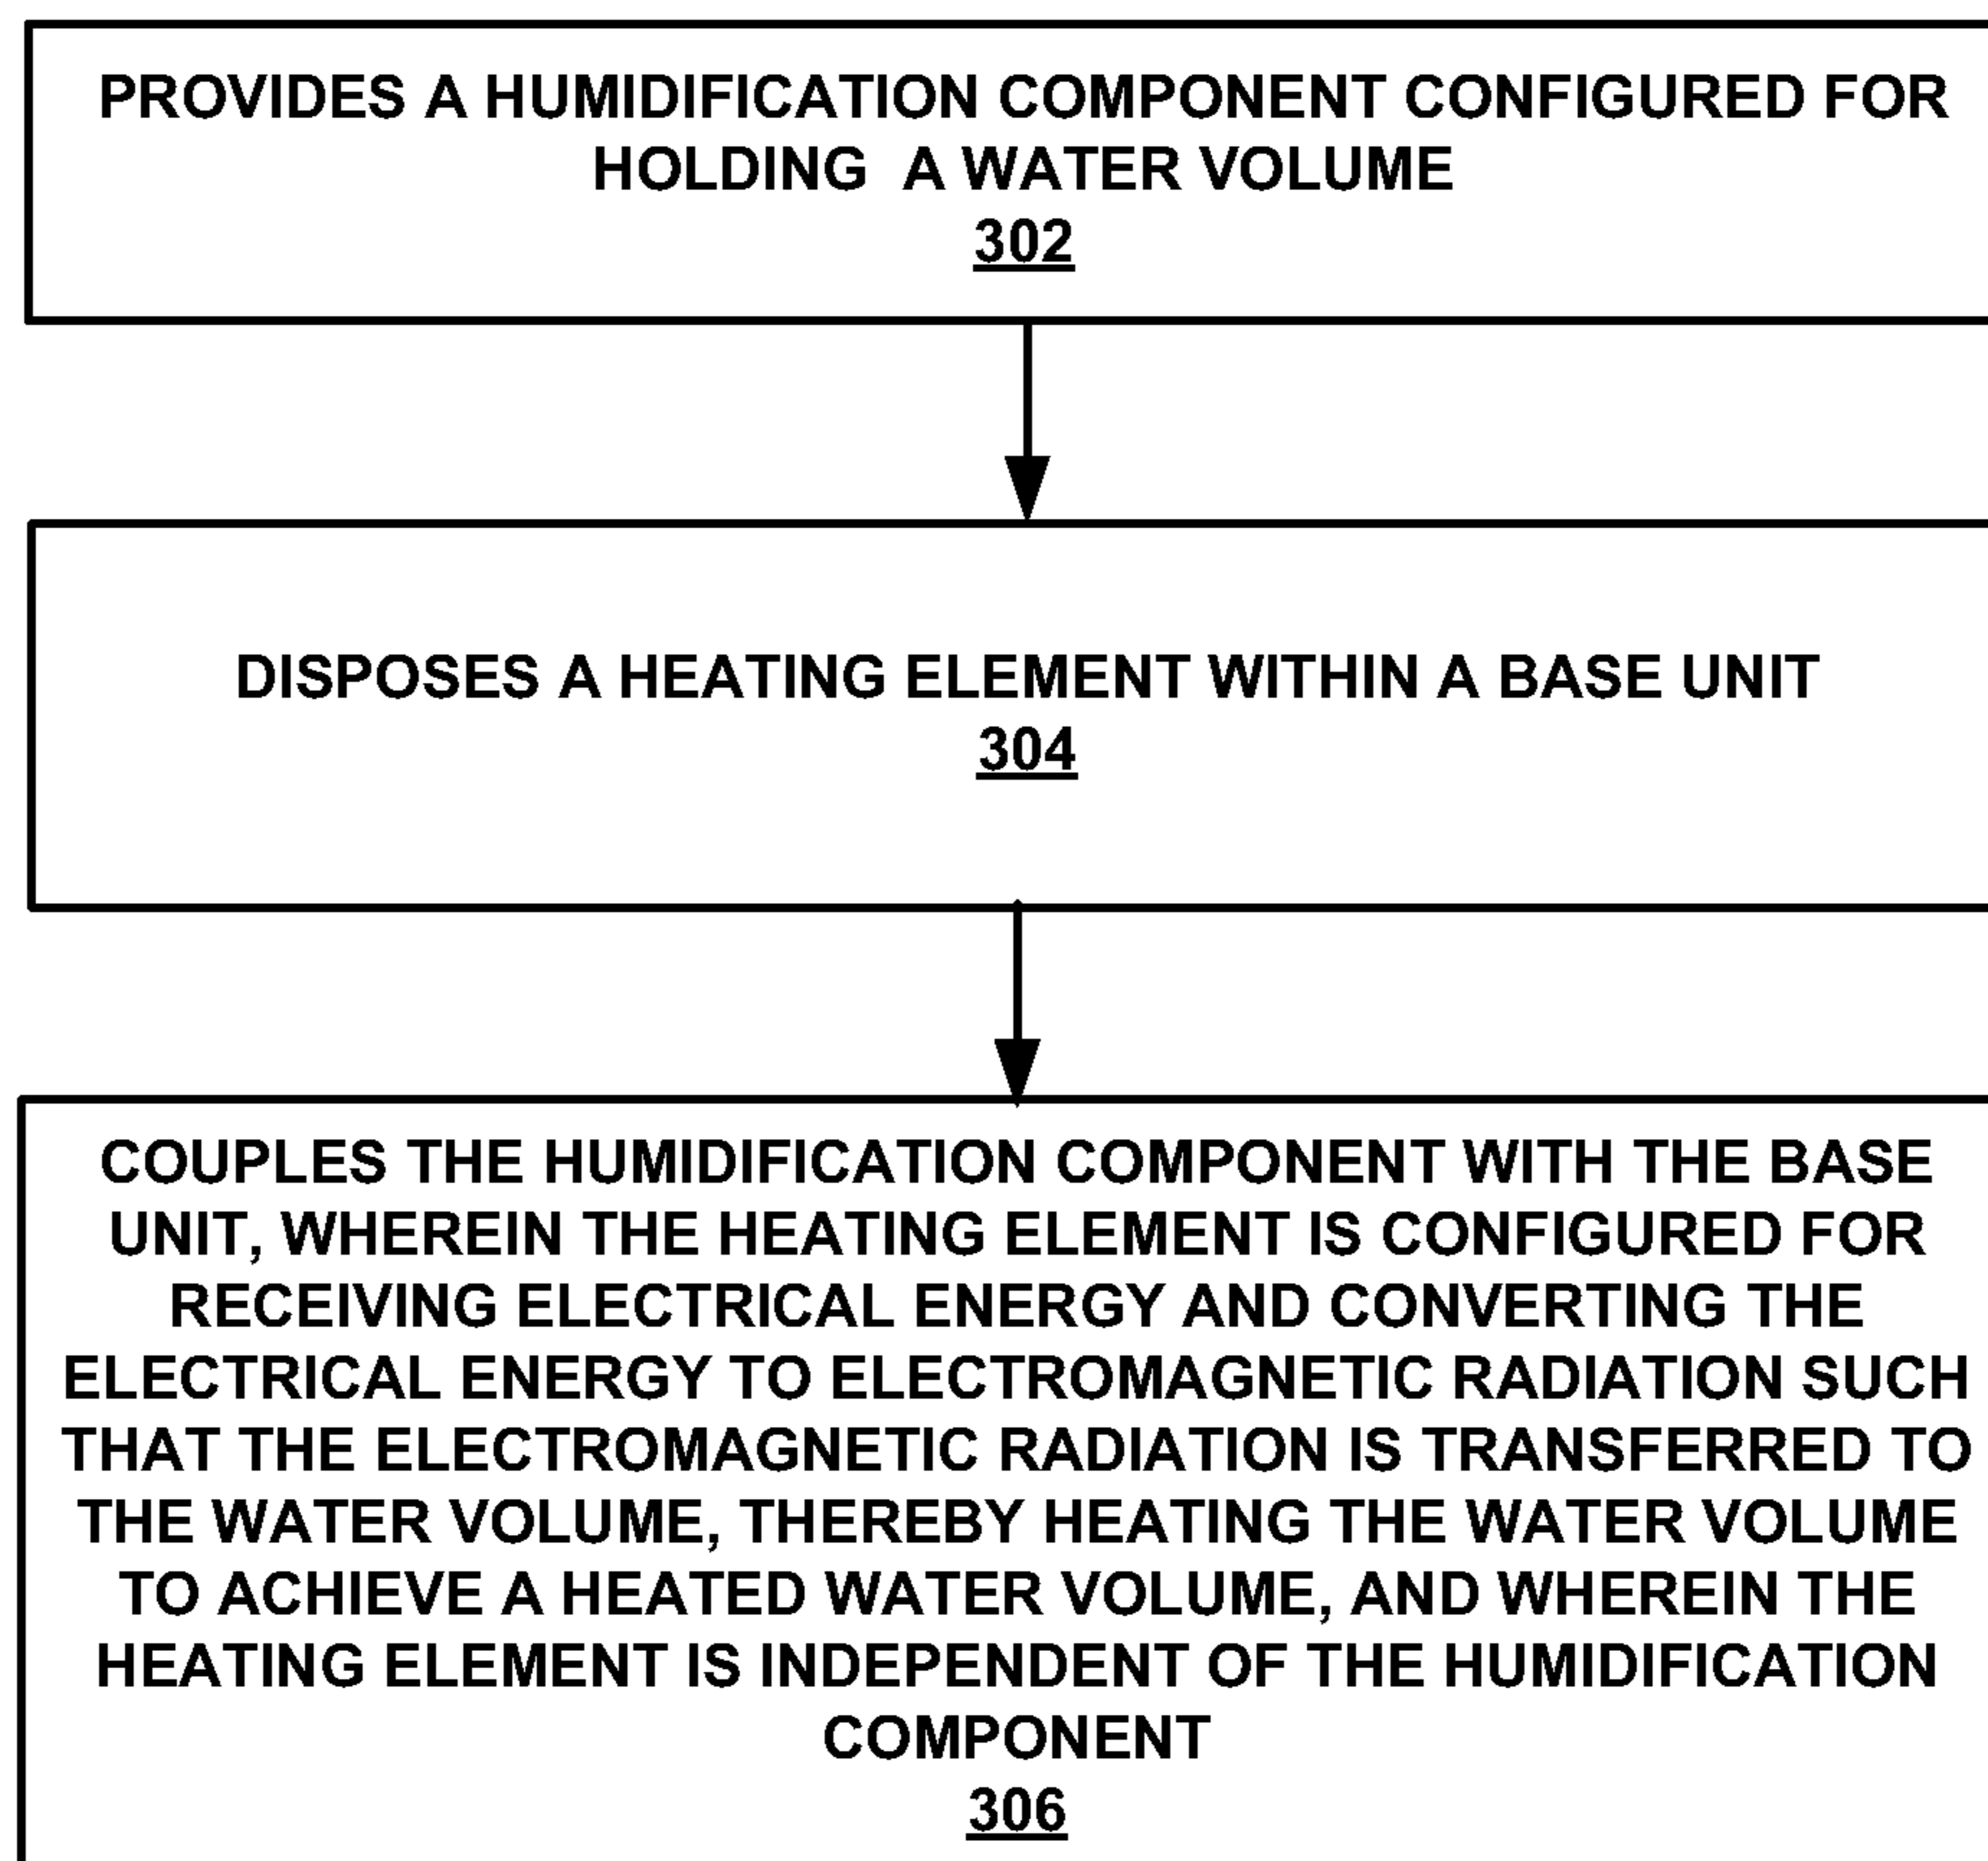 PROVIDES A HUMIDIFICATION COMPONENT CONFIGURED FOR
HOLDING A WATER VOLUME
302
DISPOSES A HEATING ELEMENT WITHIN A BASE UNIT
304
COUPLES THE HUMIDIFICATION COMPONENT WITH THE BASE
UNIT, WHEREIN THE HEATING ELEMENT IS CONFIGURED FOR
RECEIVING ELECTRICAL ENERGY AND CONVERTING THE
ELECTRICAL ENERGY TO ELECTROMAGNETIC RADIATION SUCH
THAT THE ELECTROMAGNETIC RADIATION IS TRANSFERRED TO
THE WATER VOLUME, THEREBY HEATING THE WATER VOLUME
TO ACHIEVE A HEATED WATER VOLUME, AND WHEREIN THE
HEATING ELEMENT IS INDEPENDENT OF THE HUMIDIFICATION
COMPONENT
306